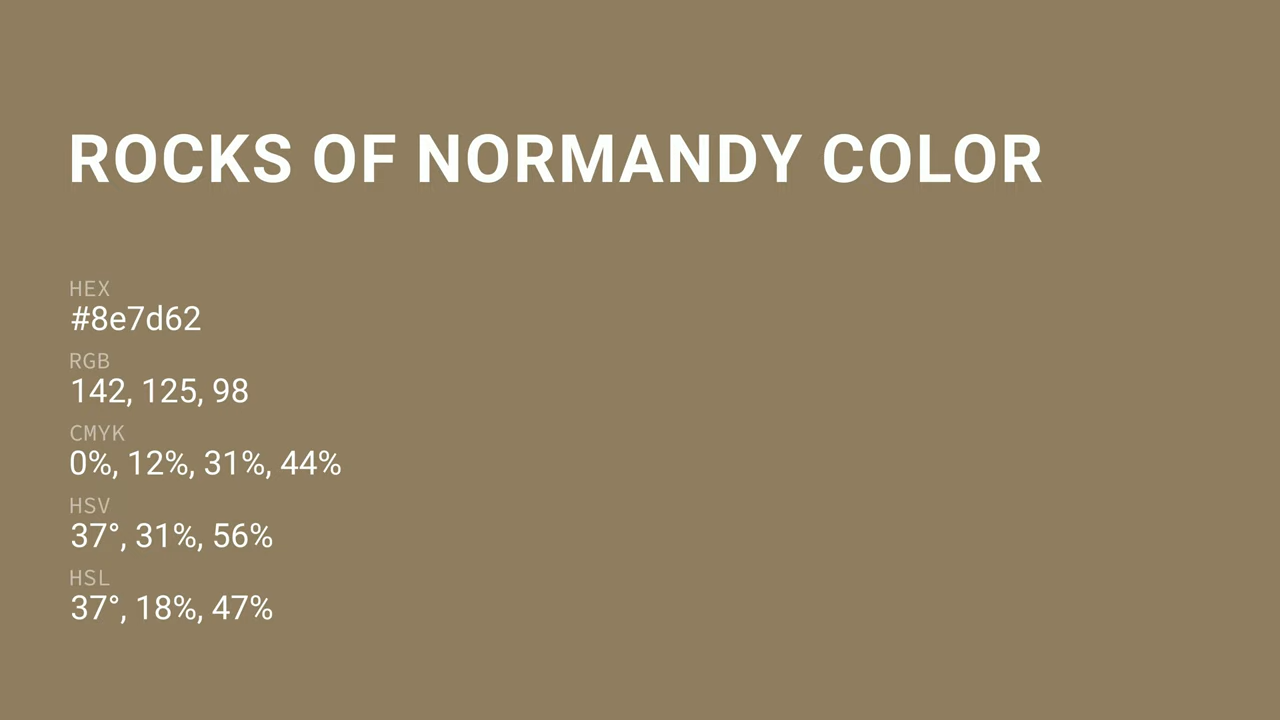 ROCKS OF NORMANDY COLOR
HEX
#8e7d62
RGB
142, 125, 98
CMYK
0%, 12%, 31%, 44%
HSV
37°, 31%, 56%
HSL
37°, 18%, 47%